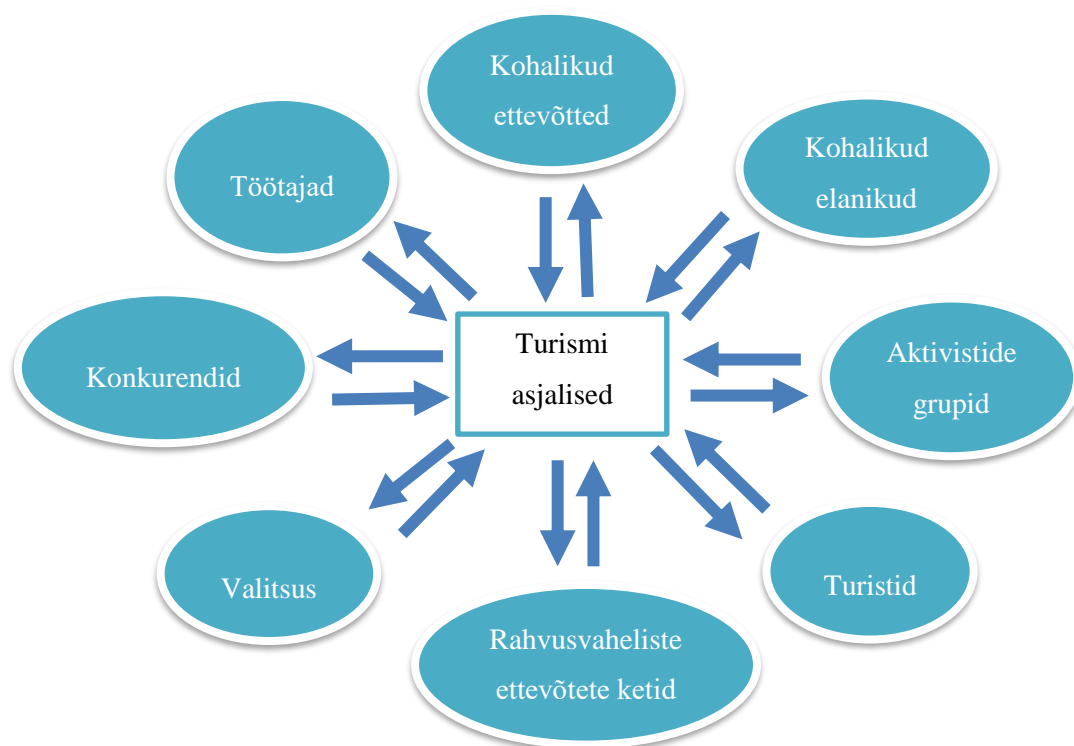 Kohalikud
ettevõtted
Kohalikud
elanikud
Töötajad
Turismi
asjalised
Aktivistide
grupid
Konkurendid
Valitsus
Turistid
Rahvusvaheliste
ettevõtete ketid